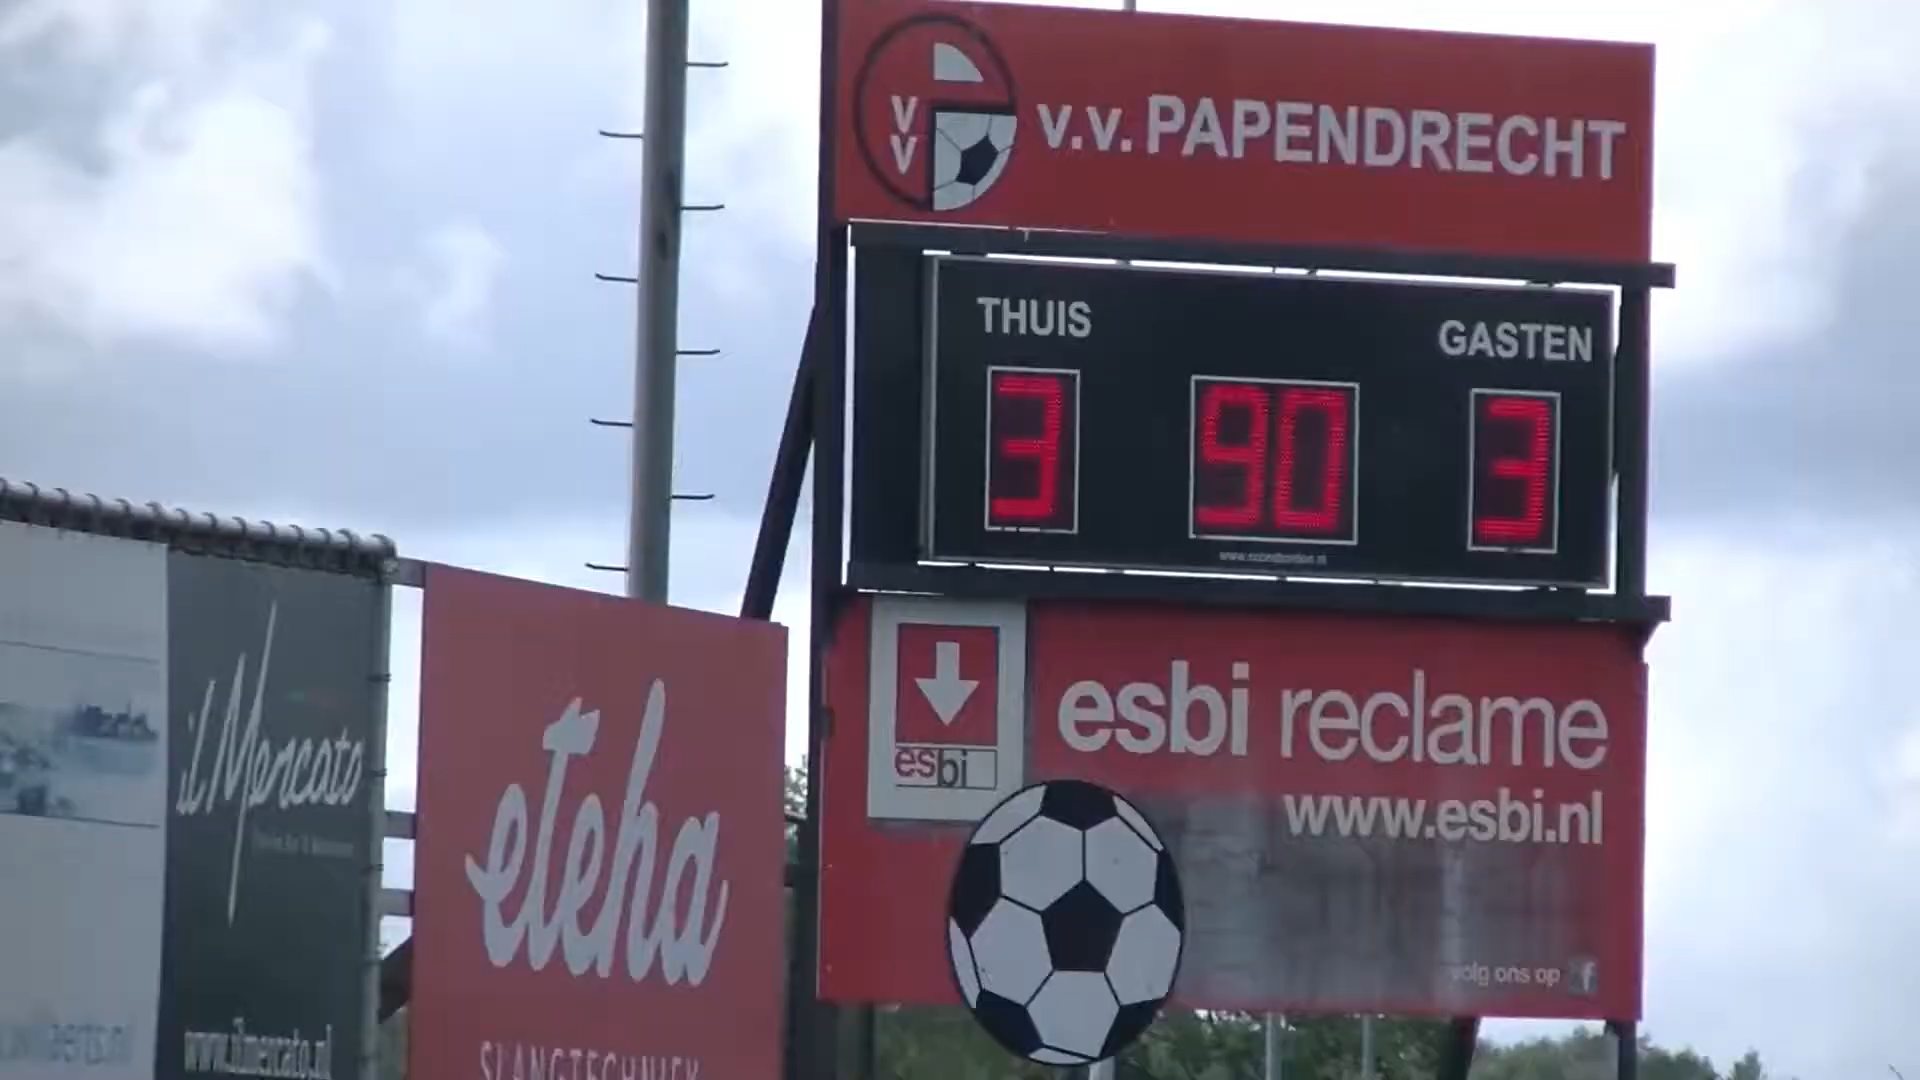 V
V
v.v. PAPENDRECHT
THUIS
GASTEN
3
90
3
esbi
esbi reclame
www.esbi.nl
volg ons op f
il Mercato
www.ilmercato.nl
eteha
SLANGTECHNIEK